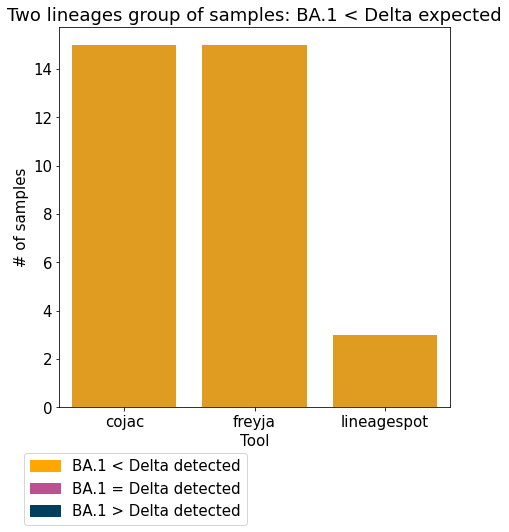 Two lineages group of samples: BA.1 < Delta expected
14
12
10
8
6
4
2
0
# of samples
cojac freyja lineagespot
Tool
BA.1 < Delta detected
BA.1 = Delta detected
BA.1 > Delta detected